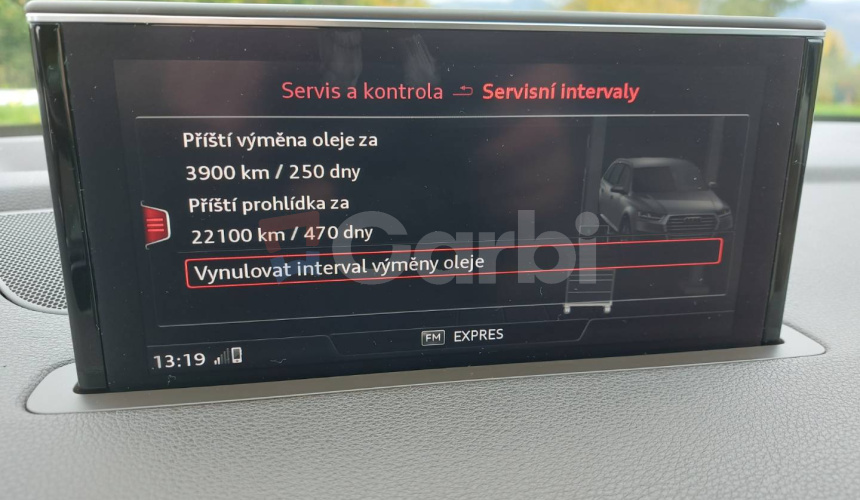 Servis a kontrola Servisní intervaly
Příští výměna oleje za
3900 km / 250 dny
Příští prohlídka za
22100 km / 470 dny
Garbi
Vynulovat interval výměny oleje
FM EXPRES
13:19